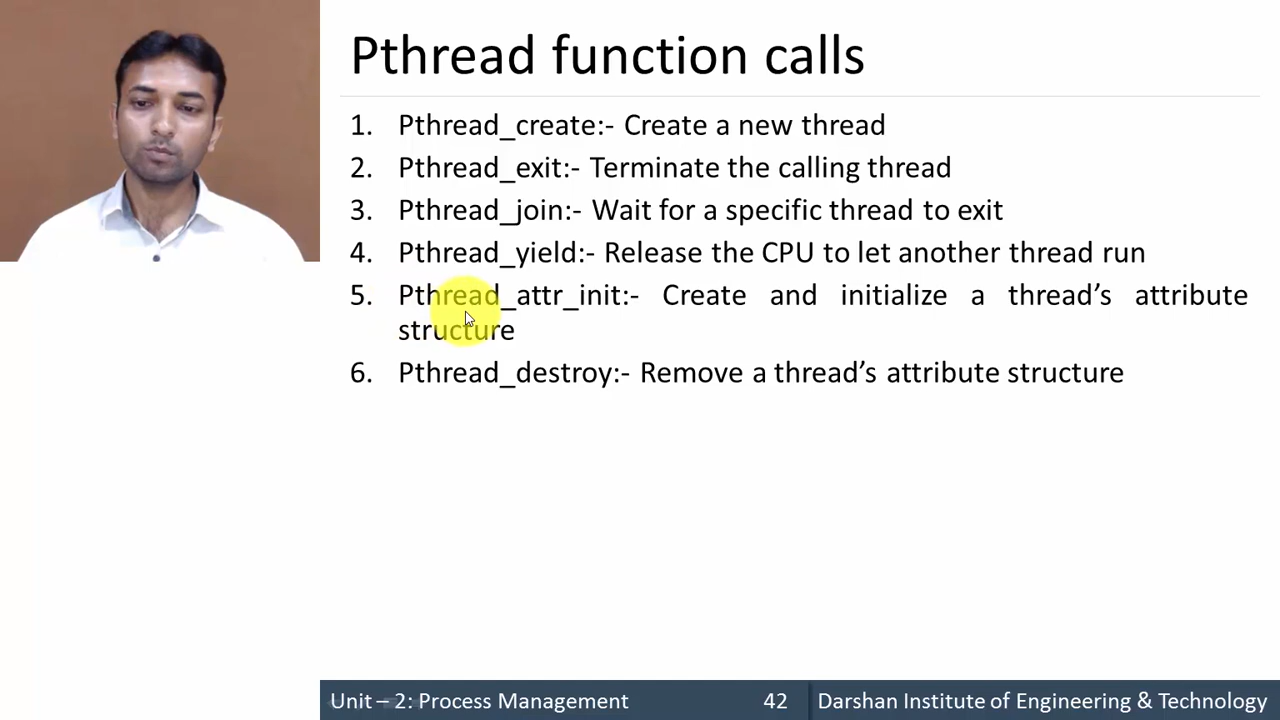 Pthread function calls
1. Pthread_create:- Create a new thread
2. Pthread_exit:- Terminate the calling thread
3. Pthread_join:- Wait for a specific thread to exit
4. Pthread_yield:- Release the CPU to let another thread run
5. Pthread_attr_init:- Create and initialize a thread’s attribute
structure
6. Pthread_destroy:- Remove a thread’s attribute structure
Unit – 2: Process Management 42 Darshan Institute of Engineering & Technology